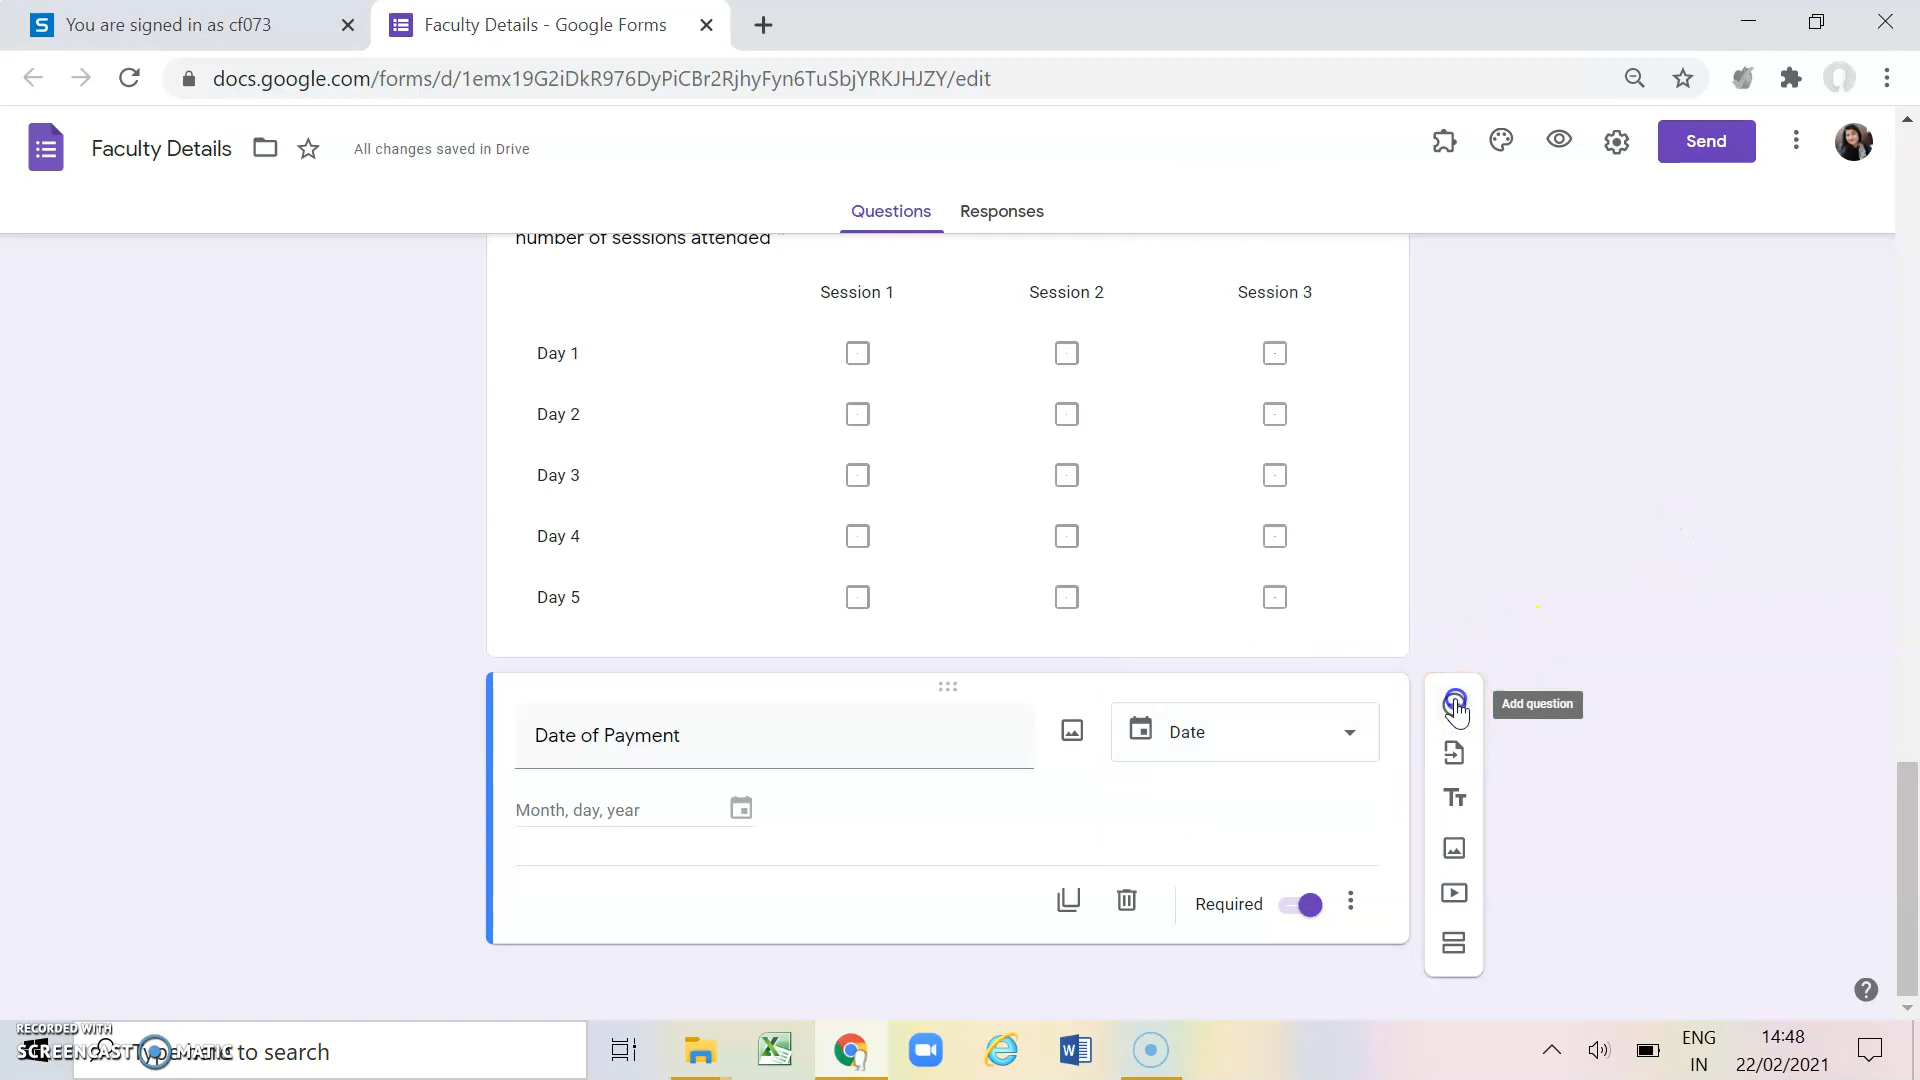 You are signed in as cf073
Faculty Details - Google Forms
docs.google.com/forms/d/1emx19G2iDkR976DyPiCBr2RjhyFyn6TuSbjYRKJHJZY/edit
Faculty Details
All changes saved in Drive
Send
Questions
Responses
number of sessions attended
Session 1
Session 2
Session 3
Day 1
Day 2
Day 3
Day 4
Day 5
Add question
Date of Payment
Date
Month, day, year
Required
RECORDED WITH
SCREENCAST MATIC
to search
ENG
IN
14:48
22/02/2021